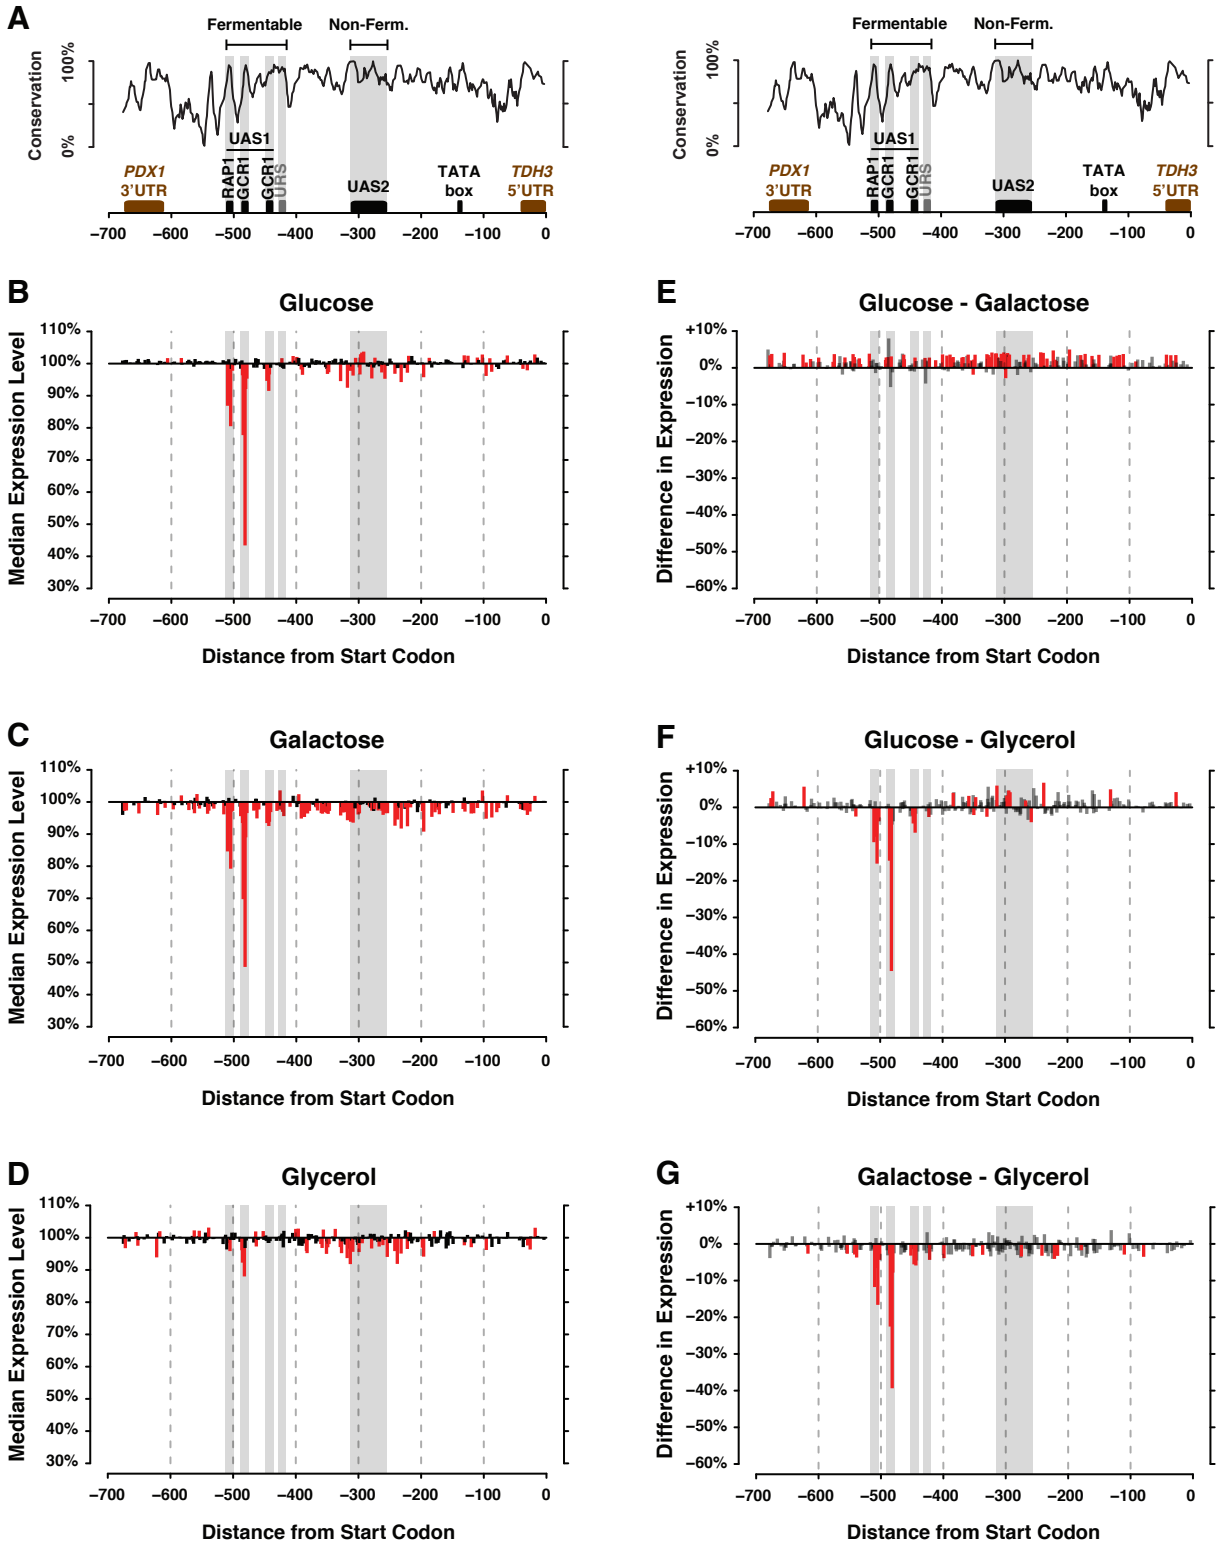 A
Fermentable
Non-Ferm.
Conservation
100%
0%
UAS1
RAP1
GCR1
GCR1
URS
UAS2
PDX1
3'UTR
TATA
box
TDH3
5'UTR
−700 −600 −500 −400 −300 −200 −100 0
Fermentable
Non-Ferm.
Conservation
100%
0%
UAS1
RAP1
GCR1
GCR1
URS
UAS2
PDX1
3'UTR
TATA
box
TDH3
5'UTR
−700 −600 −500 −400 −300 −200 −100 0
B
Glucose
Median Expression Level
110%
100%
90%
80%
70%
60%
50%
40%
30%
−700 −600 −500 −400 −300 −200 −100 0
Distance from Start Codon
E
Glucose - Galactose
Difference in Expression
+10%
0%
−10%
−20%
−30%
−40%
−50%
−60%
−700 −600 −500 −400 −300 −200 −100 0
Distance from Start Codon
C
Galactose
Median Expression Level
110%
100%
90%
80%
70%
60%
50%
40%
30%
−700 −600 −500 −400 −300 −200 −100 0
Distance from Start Codon
F
Glucose - Glycerol
Difference in Expression
+10%
0%
−10%
−20%
−30%
−40%
−50%
−60%
−700 −600 −500 −400 −300 −200 −100 0
Distance from Start Codon
D
Glycerol
Median Expression Level
110%
100%
90%
80%
70%
60%
50%
40%
30%
−700 −600 −500 −400 −300 −200 −100 0
Distance from Start Codon
G
Galactose - Glycerol
Difference in Expression
+10%
0%
−10%
−20%
−30%
−40%
−50%
−60%
−700 −600 −500 −400 −300 −200 −100 0
Distance from Start Codon